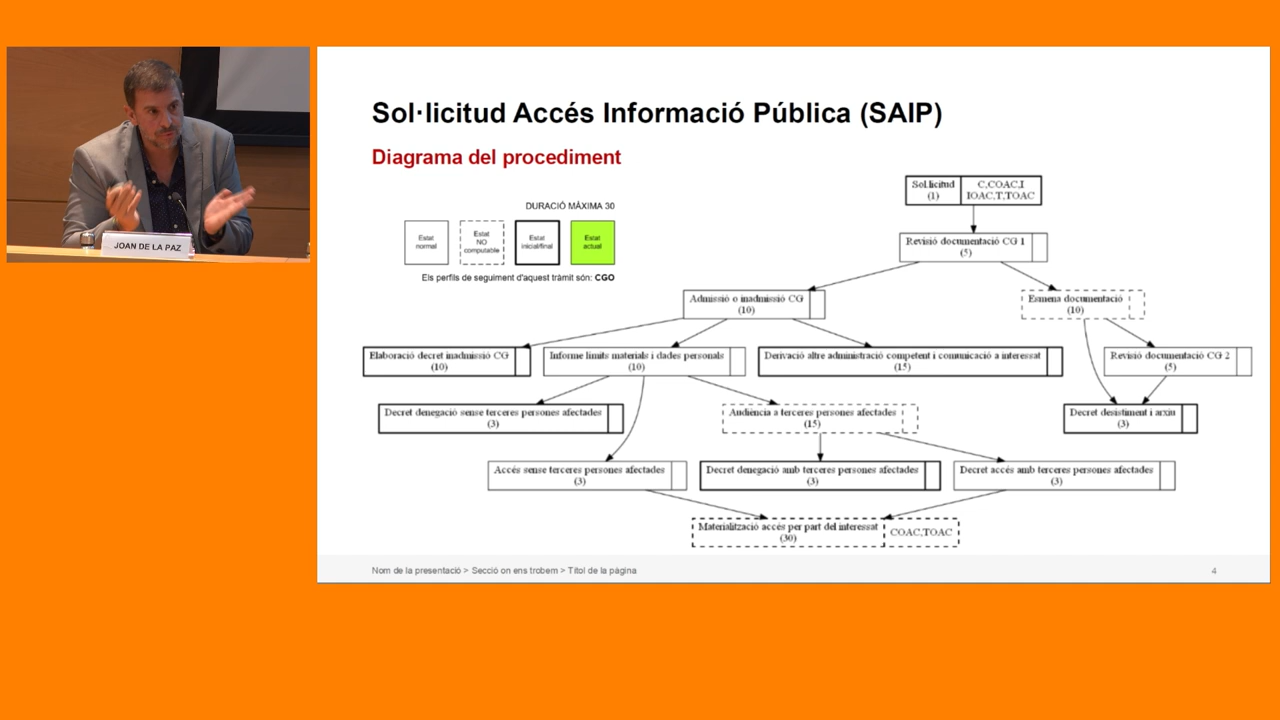 JOAN DE LA PAZ
Sol·licitud Accés Informació Pública (SAIP)
Diagrama del procediment
DURACIÓ MÁXIMA 30
Estat
normal
Estat
NO
computable
Estat
inicial/final
Estat
actual
Els perfils de seguiment d'aquest tràmit són: CGO
Sol.licitud
(1)
C,COAC,I
IOAC,T,TOAC
Revisió documentació CG 1
(5)
Admissió o inadmissió CG
(10)
Esmena documentació
(10)
Elaboració decret inadmissió CG
(10)
Informe límits materials i dades personals
(10)
Derivació altre administració competent i comunicació a interessat
(15)
Revisió documentació CG 2
(5)
Decret denegació sense terceres persones afectades
(3)
Audiència a terceres persones afectades
(15)
Decret desistiment i arxiu
(3)
Accés sense terceres persones afectades
(3)
Decret denegació amb terceres persones afectades
(3)
Decret accés amb terceres persones afectades
(3)
Materialització accés per part del interessat
(30)
COAC,TOAC
Nom de la presentació > Secció on ens trobem > Títol de la pàgina
4